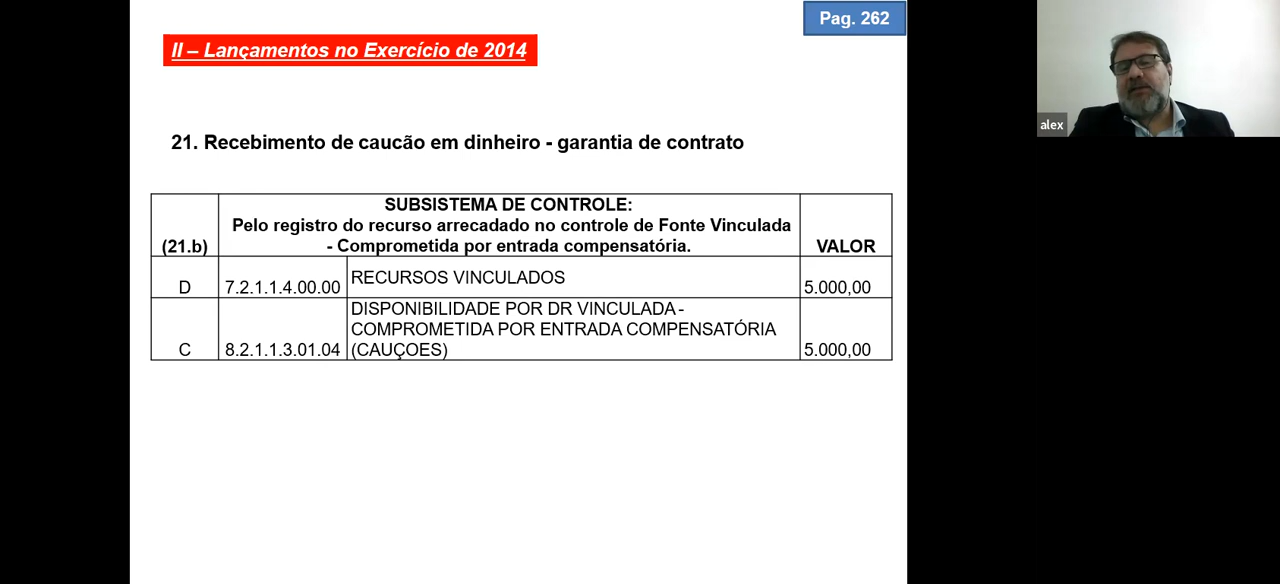 Pag. 262
II – Lançamentos no Exercício de 2014
alex
21. Recebimento de caucão em dinheiro - garantia de contrato
SUBSISTEMA DE CONTROLE:
Pelo registro do recurso arrecadado no controle de Fonte Vinculada
(21.b) - Comprometida por entrada compensatória. VALOR
D 7.2.1.1.4.00.00 RECURSOS VINCULADOS 5.000,00
DISPONIBILIDADE POR DR VINCULADA -
COMPROMETIDA POR ENTRADA COMPENSATÓRIA
C 8.2.1.1.3.01.04 (CAUÇOES) 5.000,00